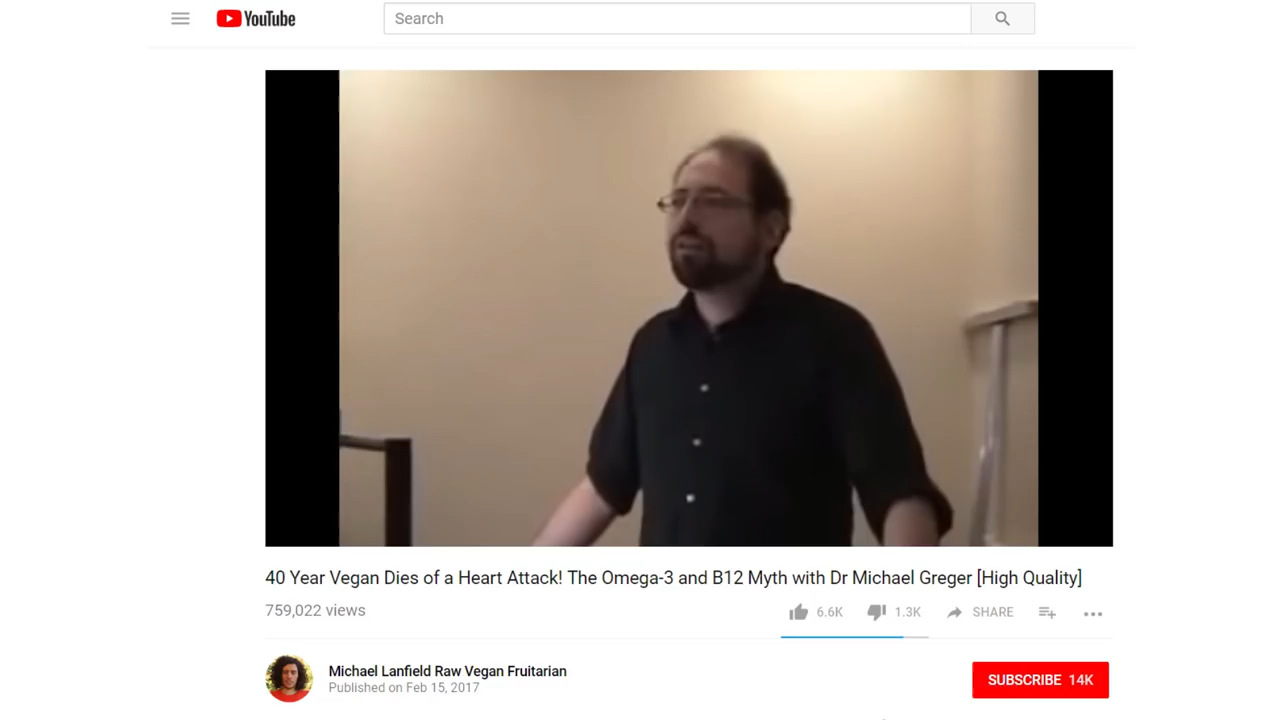 YouTube
Search
40 Year Vegan Dies of a Heart Attack! The Omega-3 and B12 Myth with Dr Michael Greger [High Quality]
759,022 views
6.6K
1.3K
SHARE
Michael Lanfield Raw Vegan Fruitarian
Published on Feb 15, 2017
SUBSCRIBE 14K